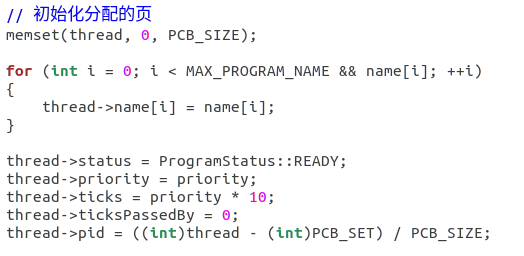 // 初始化分配的页
memset(thread, 0, PCB_SIZE);
for (int i = 0; i < MAX_PROGRAM_NAME && name[i]; ++i)
{
    thread->name[i] = name[i];
}
thread->status = ProgramStatus::READY;
thread->priority = priority;
thread->ticks = priority * 10;
thread->ticksPassedBy = 0;
thread->pid = ((int)thread - (int)PCB_SET) / PCB_SIZE;